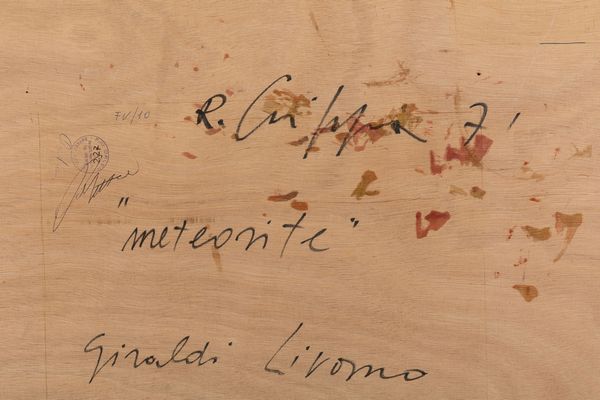 R. Crippa 71
"meteorite"
Giraldi Livorno